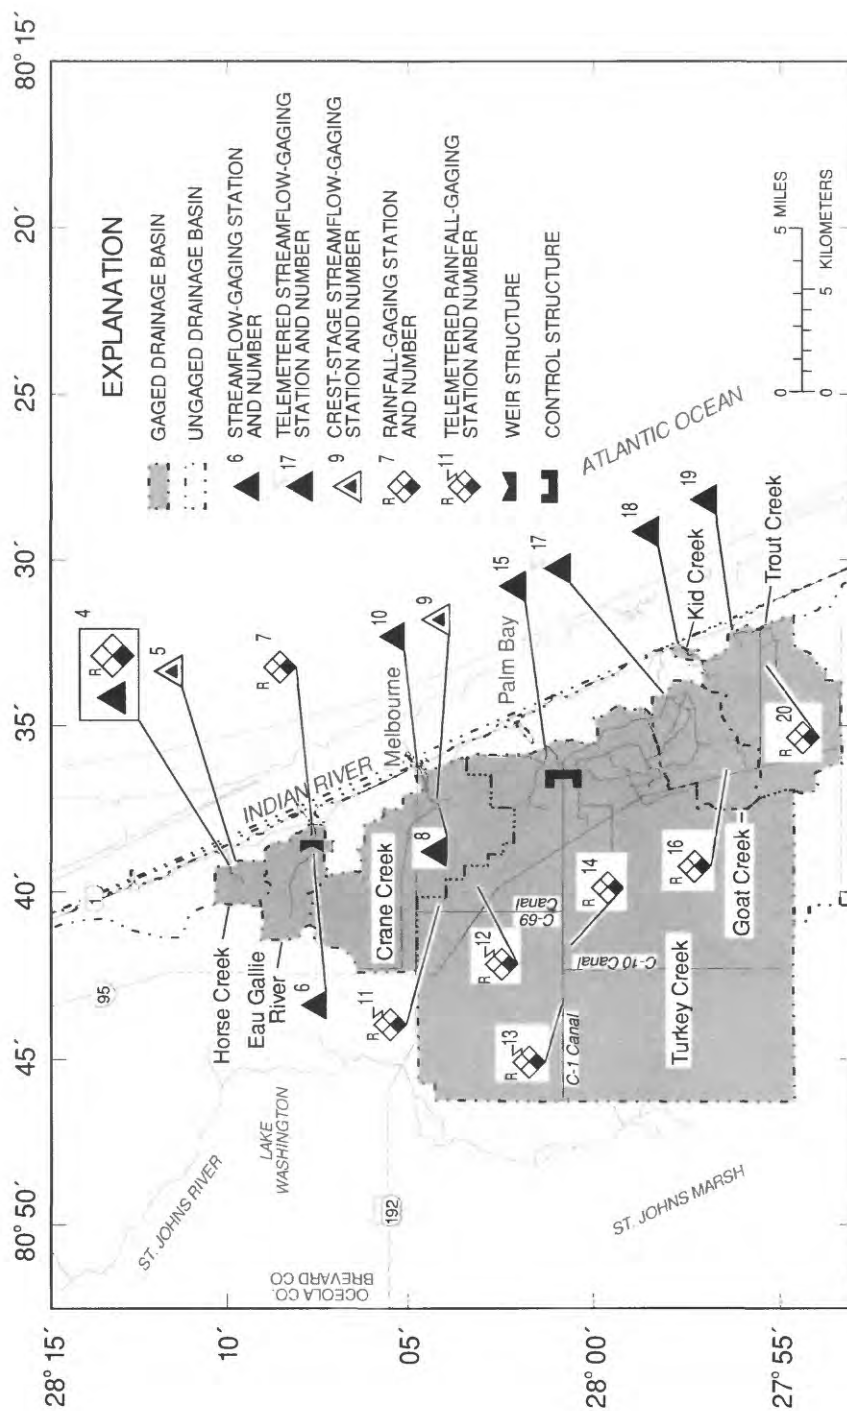 80° 50′
45′
40′
35′
30′
25′
20′
80° 15′
28° 15′
10′
05′
28° 00′
27° 55′
EXPLANATION
GAGED DRAINAGE BASIN
UNGAGED DRAINAGE BASIN
6
STREAMFLOW-GAGING STATION
AND NUMBER
17
TELEMETERED STREAMFLOW-GAGING
STATION AND NUMBER
9
CREST-STAGE STREAMFLOW-GAGING
STATION AND NUMBER
R
7
RAINFALL-GAGING STATION
AND NUMBER
R
11
TELEMETERED RAINFALL-GAGING
STATION AND NUMBER
WEIR STRUCTURE
CONTROL STRUCTURE
0
5 MILES
0
5 KILOMETERS
ATLANTIC OCEAN
INDIAN RIVER
ST. JOHNS RIVER
LAKE
WASHINGTON
OCEOLA CO.
BREVARD CO
ST. JOHNS MARSH
95
1
192
Horse Creek
Eau Gallie
River
Crane Creek
Melbourne
Palm Bay
Turkey Creek
Goat Creek
Kid Creek
Trout Creek
C-69
Canal
C-10 Canal
C-1 Canal
R
4
5
6
R
7
8
9
10
R
11
R
12
R
13
R
14
15
R
16
17
18
19
R
20